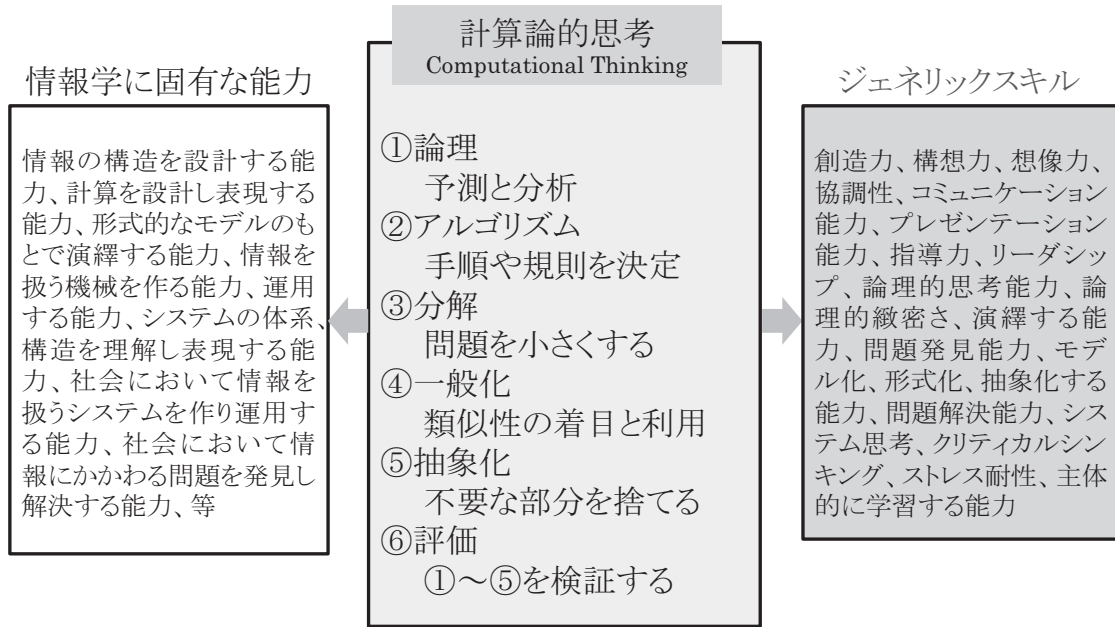 情報学に固有な能力
情報の構造を設計する能
力、計算を設計し表現する
能力、形式的なモデルのも
とで演繹する能力、情報を
扱う機械を作る能力、運用
する能力、システムの体系、
構造を理解し表現する能
力、社会において情報を
扱うシステムを作り運用す
る能力、社会において情
報にかかわる問題を発見し
解決する能力、等
計算論的思考
Computational Thinking
①論理
予測と分析
②アルゴリズム
手順や規則を決定
③分解
問題を小さくする
④一般化
類似性の着目と利用
⑤抽象化
不要な部分を捨てる
⑥評価
①～⑤を検証する
ジェネリックスキル
創造力、構想力、想像力、
協調性、コミュニケーション
能力、プレゼンテーション
能力、指導力、リーダシッ
プ、論理的思考能力、論
理的緻密さ、演繹する能
力、問題発見能力、モデ
ル化、形式化、抽象化する
能力、問題解決能力、シス
テム思考、クリティカルシン
キング、ストレス耐性、主体
的に学習する能力